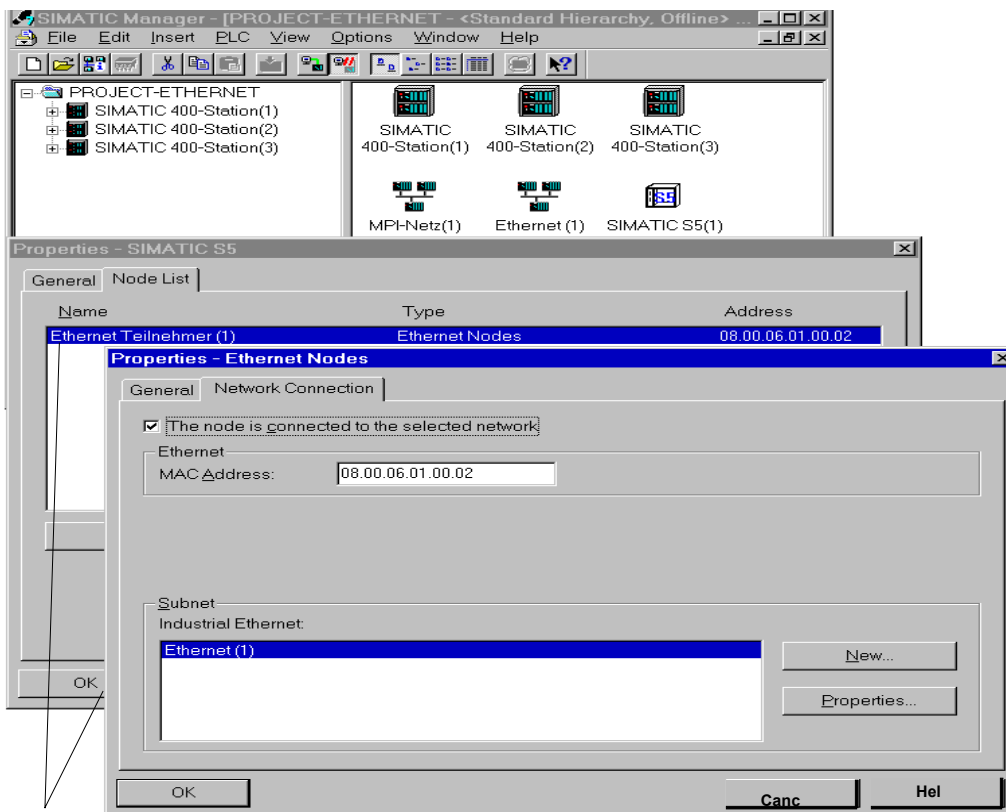 SIMATIC Manager - [PROJECT-ETHERNET - <Standard Hierarchy, Offline> ...
File Edit Insert PLC View Options Window Help
PROJECT-ETHERNET
SIMATIC 400-Station(1)
SIMATIC 400-Station(2)
SIMATIC 400-Station(3)
SIMATIC 400-Station(1)
SIMATIC 400-Station(2)
SIMATIC 400-Station(3)
S5
MPI-Netz(1) Ethernet (1) SIMATIC S5(1)
Properties - SIMATIC S5
General Node List
Name Type Address
Ethernet Teilnehmer (1) Ethernet Nodes 08.00.06.01.00.02
Properties - Ethernet Nodes
General Network Connection
The node is connected to the selected network
Ethernet
MAC Address: 08.00.06.01.00.02
Subnet
Industrial Ethernet:
Ethernet (1)
New...
Properties...
OK
OK Canc Hel